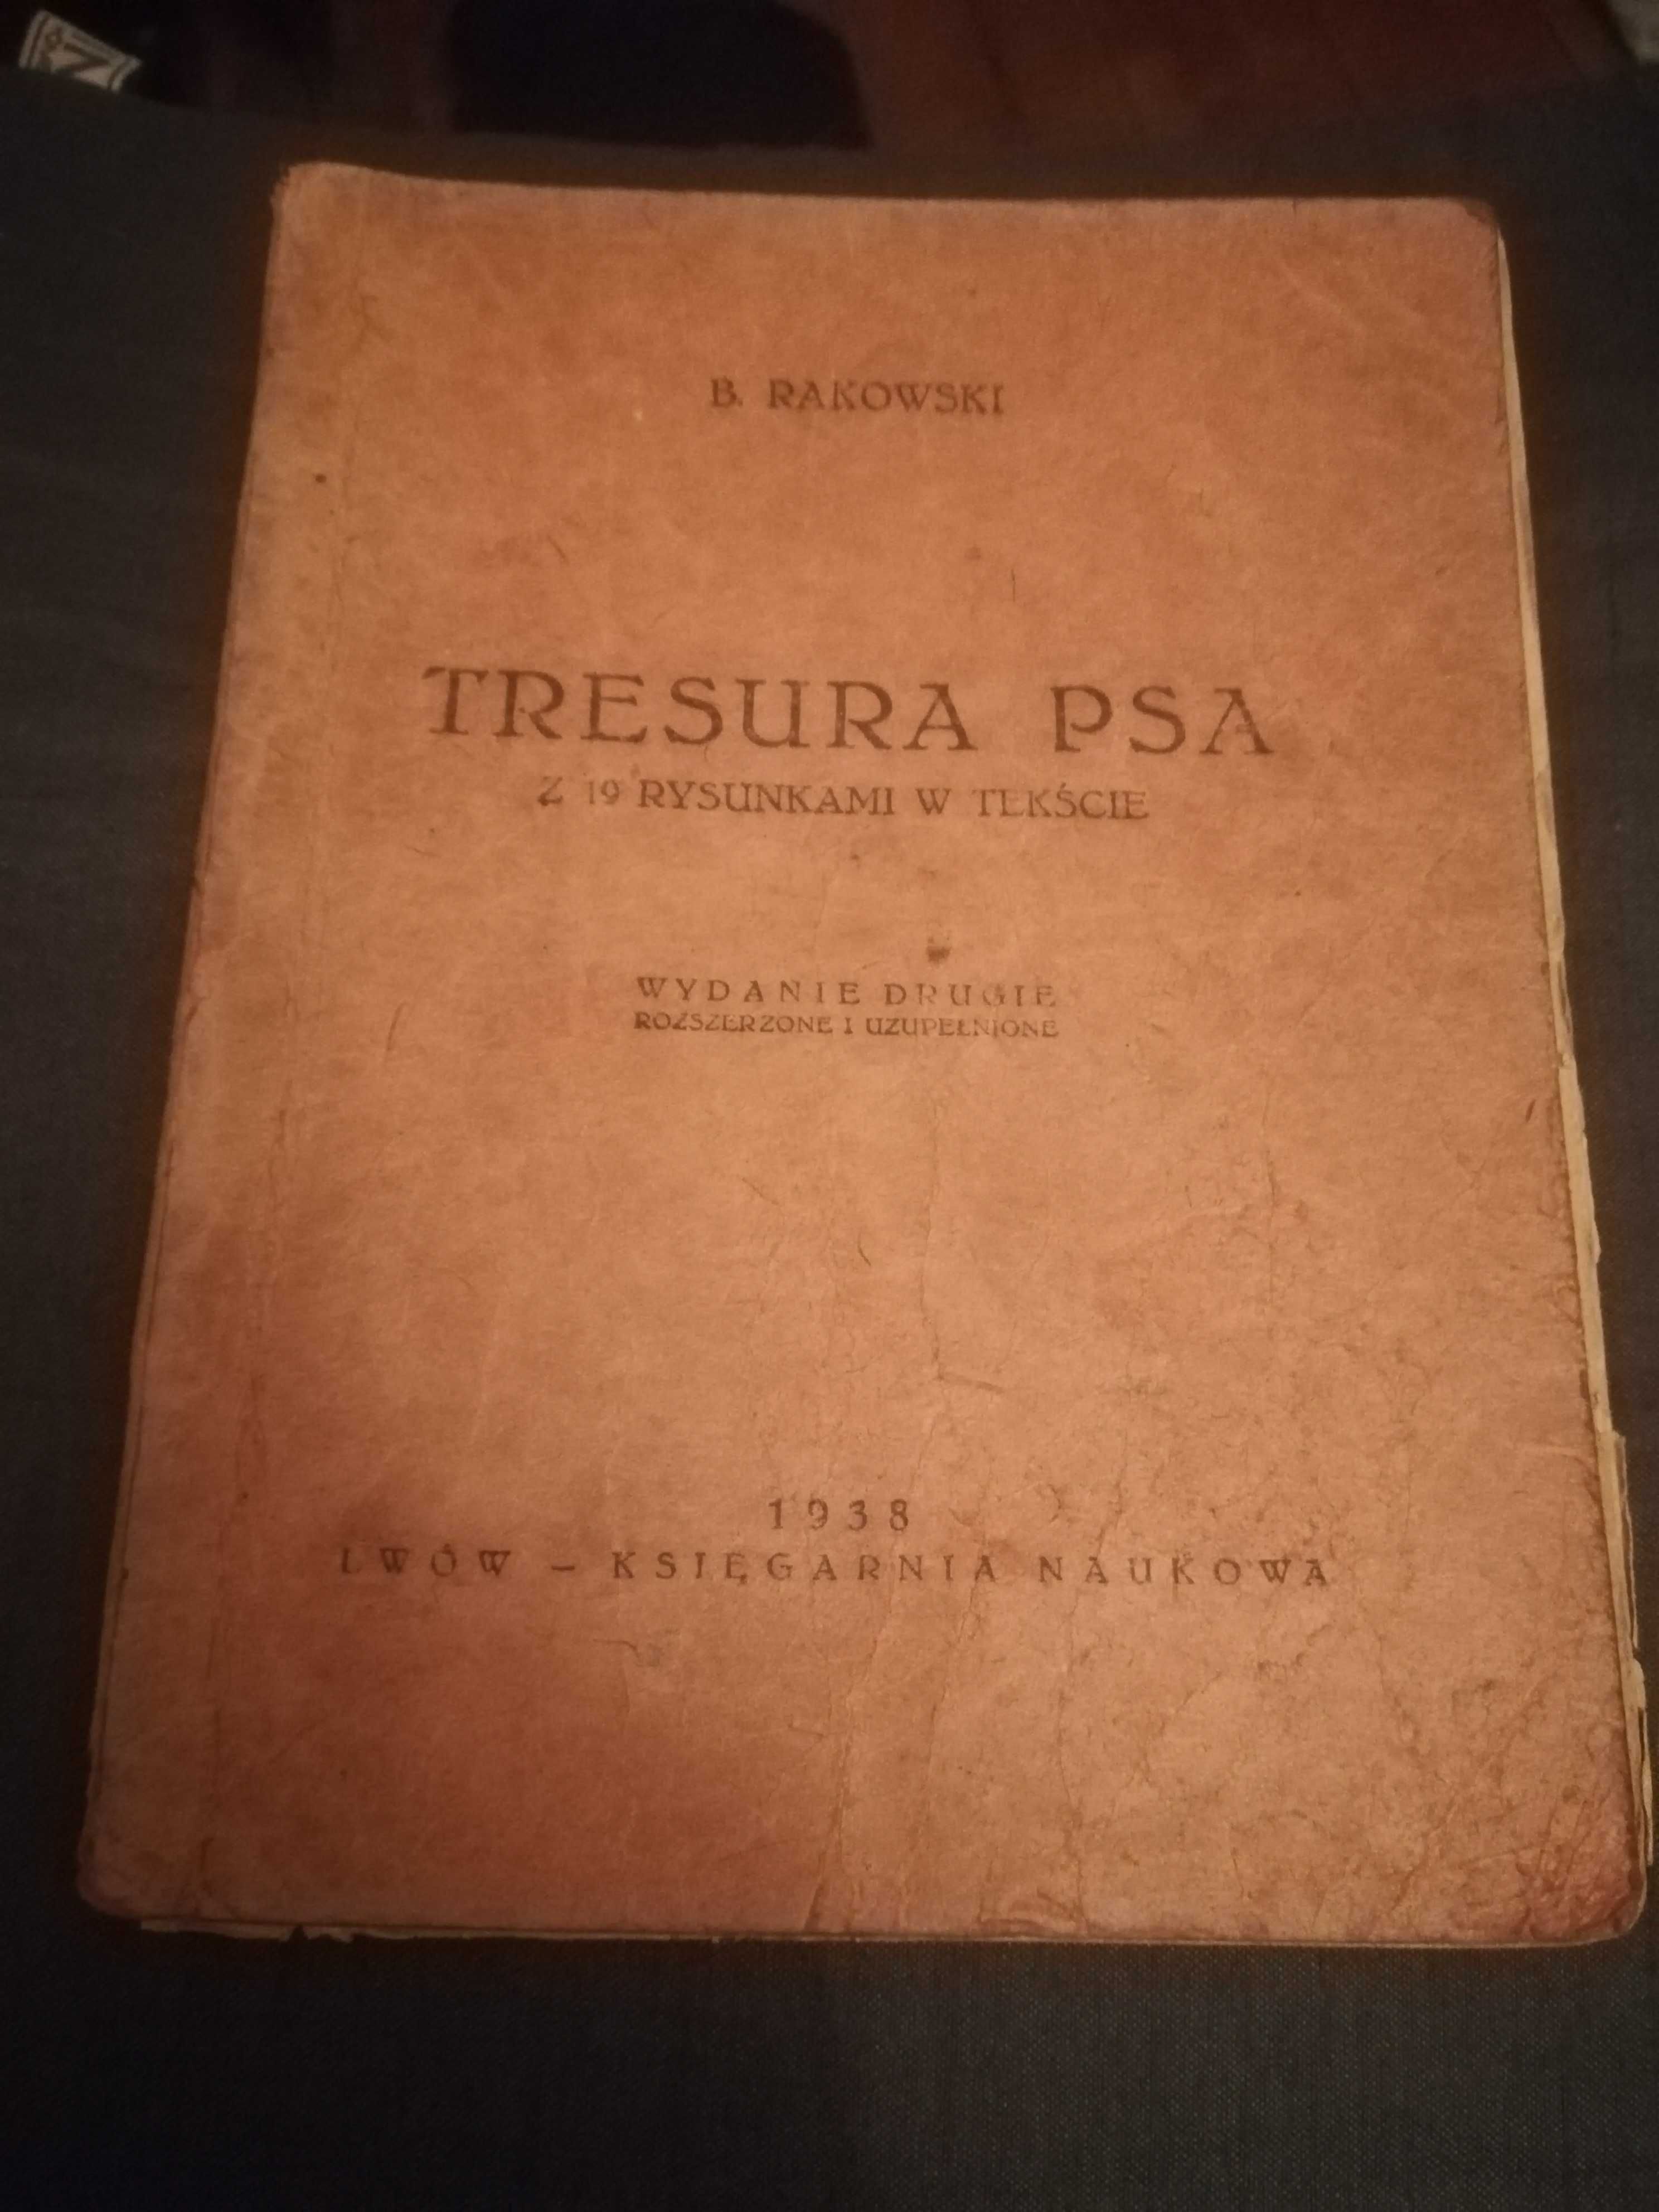 B. RAKOWSKI
TRESURA PSA
Z 19 RYSUNKAMI W TEKŚCIE
WYDANIE DRUGIE
ROZSZERZONE I UZUPEŁNIONE
1938
LWÓW – KSIĘGARNIA NAUKOWA